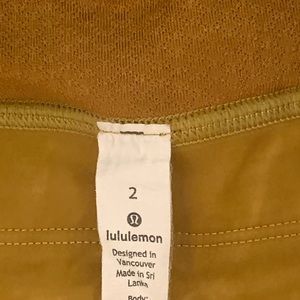 2
lululemon
Designed in
Vancouver
Made in Sri
Lanka
Body